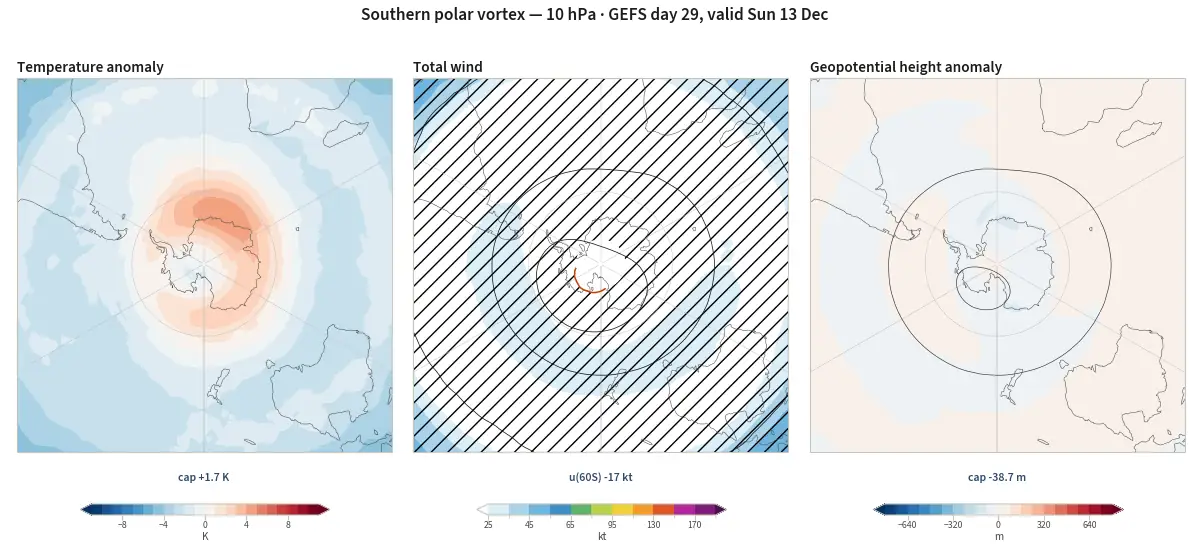 Southern polar vortex — 10 hPa · GEFS day 29, valid Sun 13 Dec
Temperature anomaly
Total wind
Geopotential height anomaly
cap +1.7 K
u(60S) -17 kt
cap -38.7 m
−8 −4 0 4 8
K
25 45 65 95 130 170
kt
−640 −320 0 320 640
m